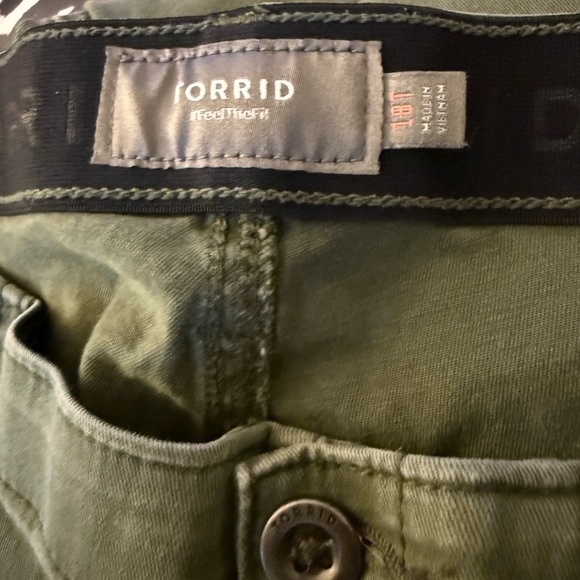 TORRID
#FeelTheFit
18T
MADE IN
VIETNAM
TORRID